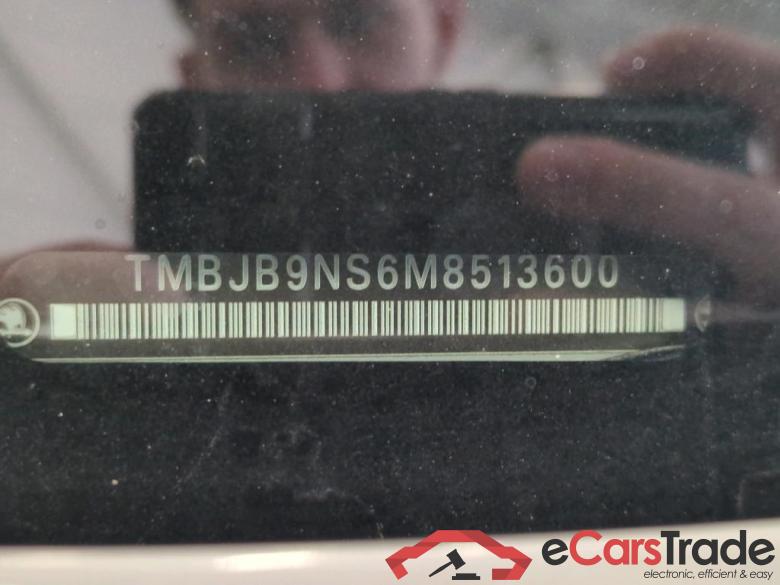 TMBJB9NS6M8513600
eCarsTrade
electronic, efficient & easy